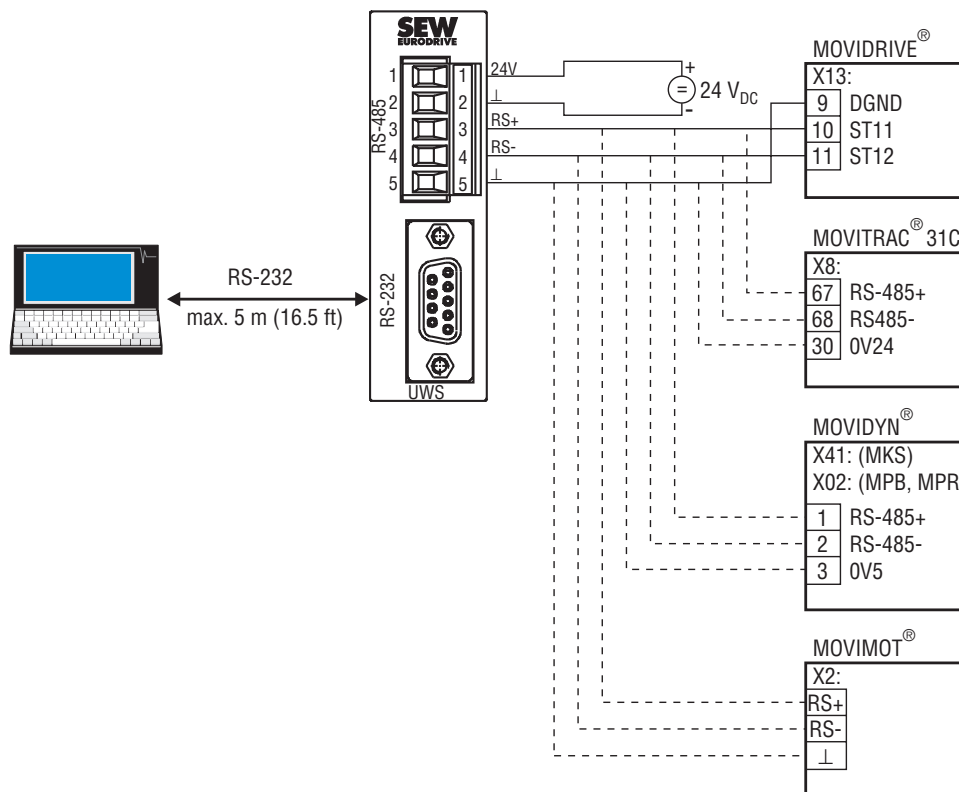 SEW
EURODRIVE
RS-485
1 1 24V
2 2 ⊥
3 3 RS+
4 4 RS-
5 5 ⊥
+
= 24 V DC
-
RS-232
UWS
RS-232
max. 5 m (16.5 ft)
MOVIDRIVE®
X13:
9 DGND
10 ST11
11 ST12
MOVITRAC® 31C
X8:
67 RS-485+
68 RS485-
30 0V24
MOVIDYN®
X41: (MKS)
X02: (MPB, MPR
1 RS-485+
2 RS-485-
3 0V5
MOVIMOT®
X2:
RS+
RS-
⊥